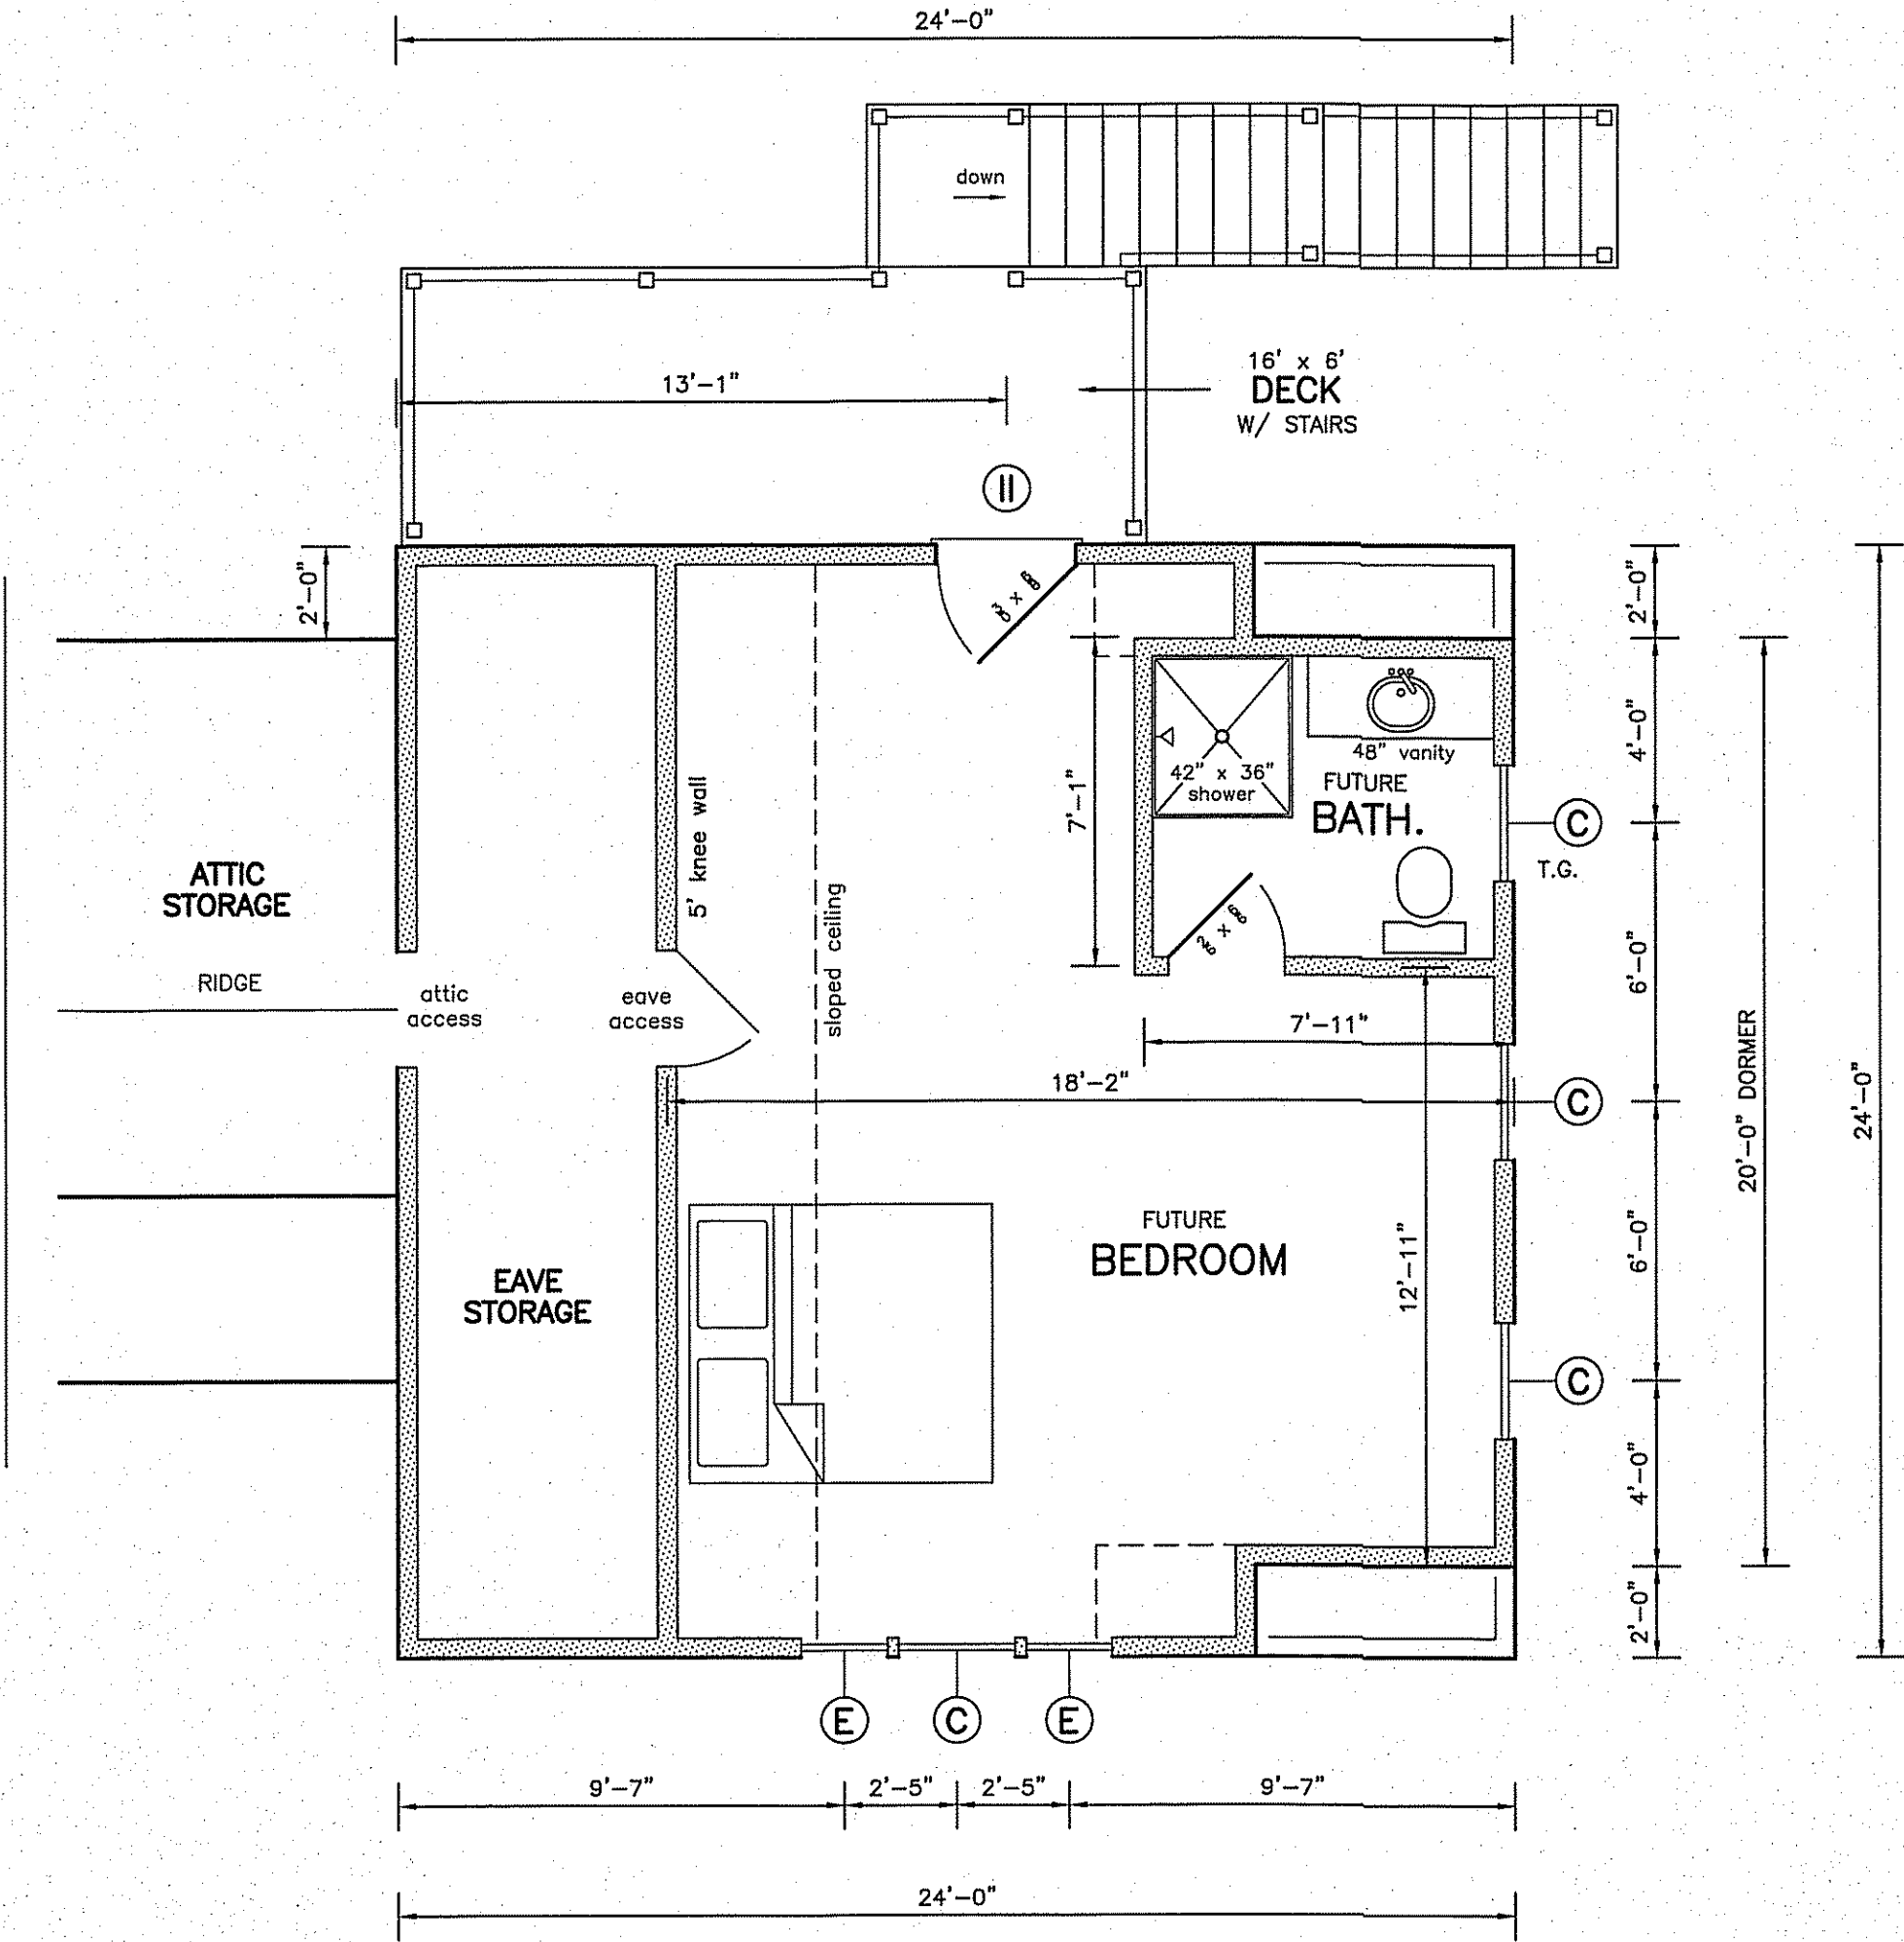 24'-0"
down
16' x 6'
DECK
W/ STAIRS
13'-1"
11
2'-0"
2'-0"
4'-0"
48" vanity
42" x 36"
shower
FUTURE
BATH.
C
T.G.
7'-1"
5' knee wall
sloped ceiling
ATTIC
STORAGE
RIDGE
attic
access
eave
access
6'-0"
7'-11"
18'-2"
C
20'-0" DORMER
24'-0"
FUTURE
BEDROOM
12'-11"
6'-0"
EAVE
STORAGE
C
4'-0"
2'-0"
E
C
E
9'-7"
2'-5"
2'-5"
9'-7"
24'-0"